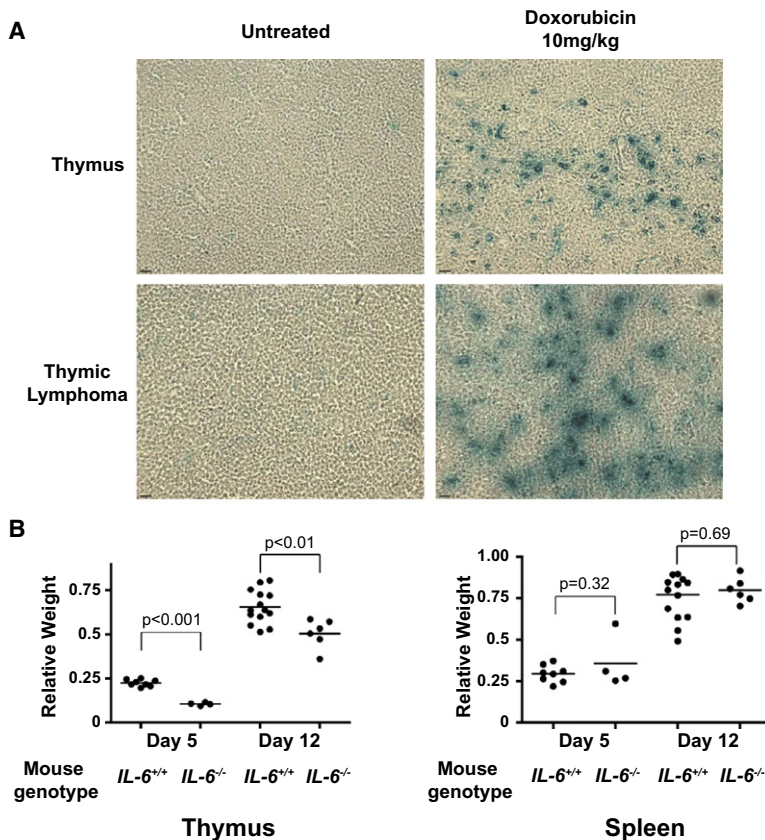 A
Untreated
Doxorubicin
10mg/kg
Thymus
Thymic
Lymphoma
B
Relative Weight
0.75
0.5
0.25
0
p<0.001
p<0.01
Day 5
Day 12
Mouse
genotype
IL-6+/+
IL-6-/-
IL-6+/+
IL-6-/-
Thymus
Relative Weight
1.00
0.75
0.50
0.25
0
p=0.32
p=0.69
Day 5
Day 12
Mouse
genotype
IL-6+/+
IL-6-/-
IL-6+/+
IL-6-/-
Spleen